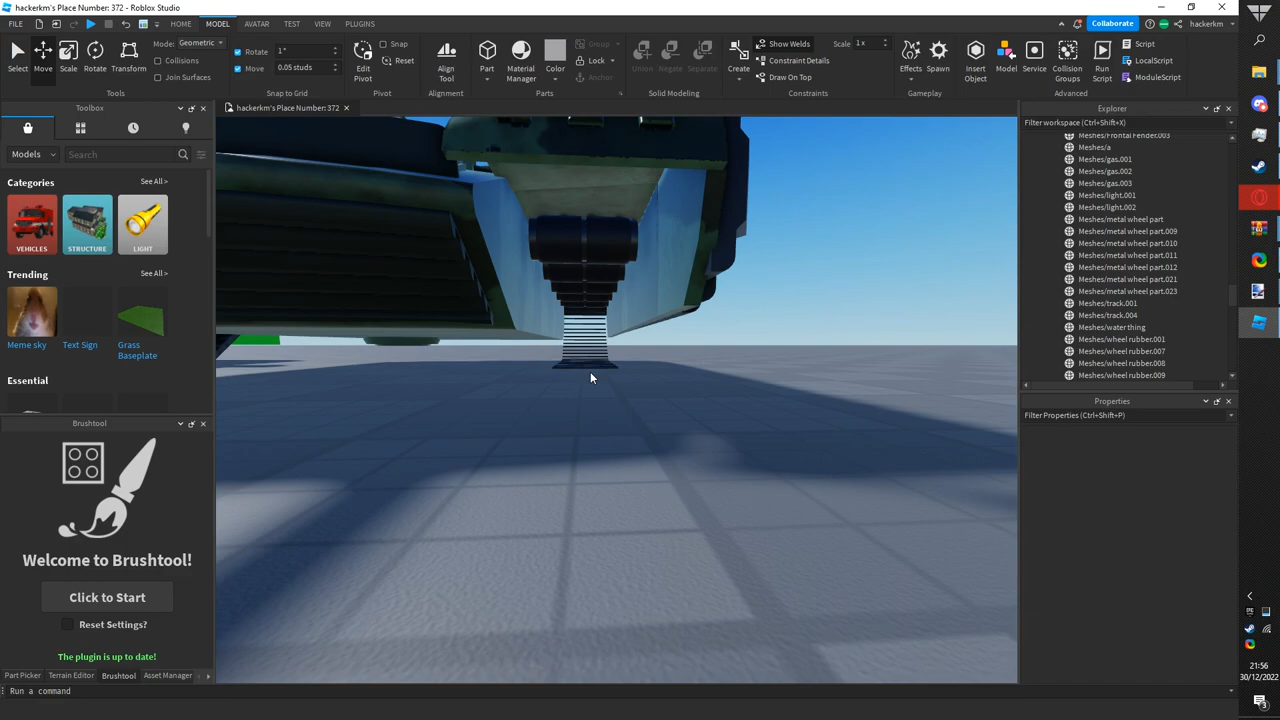 hackerkm's Place Number: 372 - Roblox Studio
FILE HOME MODEL AVATAR TEST VIEW PLUGINS Collaborate hackerkm
Select Move Scale Rotate Transform
Mode: Geometric
Collisions
Join Surfaces
Tools
Rotate 1°
Move 0.05 studs
Snap to Grid
Edit Pivot
Snap
Reset
Pivot
Align Tool
Alignment
Part Material Manager Color
Group
Lock
Anchor
Parts
Union Negate Separate
Solid Modeling
Create
Show Welds
Constraint Details
Draw On Top
Scale 1 x
Constraints
Effects Spawn
Gameplay
Insert Object Model Service Collision Groups Run Script
Script
LocalScript
ModuleScript
Advanced
Toolbox
hackerkm's Place Number: 372
Models Search
Categories See All >
VEHICLES STRUCTURE LIGHT
Trending See All >
Meme sky Text Sign Grass Baseplate
Essential See All >
Brushtool
Welcome to Brushtool!
Click to Start
Reset Settings?
The plugin is up to date!
Part Picker Terrain Editor Brushtool Asset Manager
Run a command
Explorer
Filter workspace (Ctrl+Shift+X)
Meshes/Frontal Fender.003
Meshes/a
Meshes/gas.001
Meshes/gas.002
Meshes/gas.003
Meshes/light.001
Meshes/light.002
Meshes/metal wheel part
Meshes/metal wheel part.009
Meshes/metal wheel part.010
Meshes/metal wheel part.011
Meshes/metal wheel part.012
Meshes/metal wheel part.021
Meshes/metal wheel part.023
Meshes/track.001
Meshes/track.004
Meshes/water thing
Meshes/wheel rubber.001
Meshes/wheel rubber.007
Meshes/wheel rubber.008
Meshes/wheel rubber.009
Properties
Filter Properties (Ctrl+Shift+P)
21:56
30/12/2022